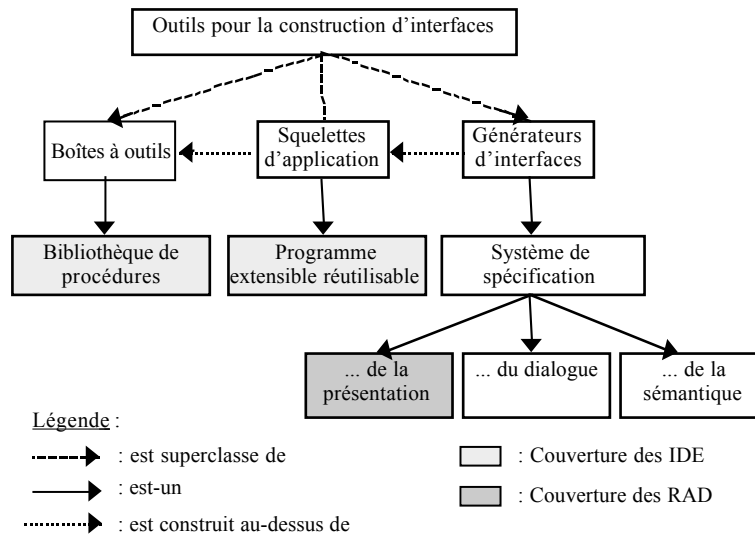 Outils pour la construction d’interfaces
Boîtes à outils
Squelettes
d’application
Générateurs
d’interfaces
Bibliothèque de
procédures
Programme
extensible réutilisable
Système de
spécification
... de la
présentation
... du dialogue
... de la
sémantique
Légende :
: est superclasse de
: est-un
: est construit au-dessus de
: Couverture des IDE
: Couverture des RAD